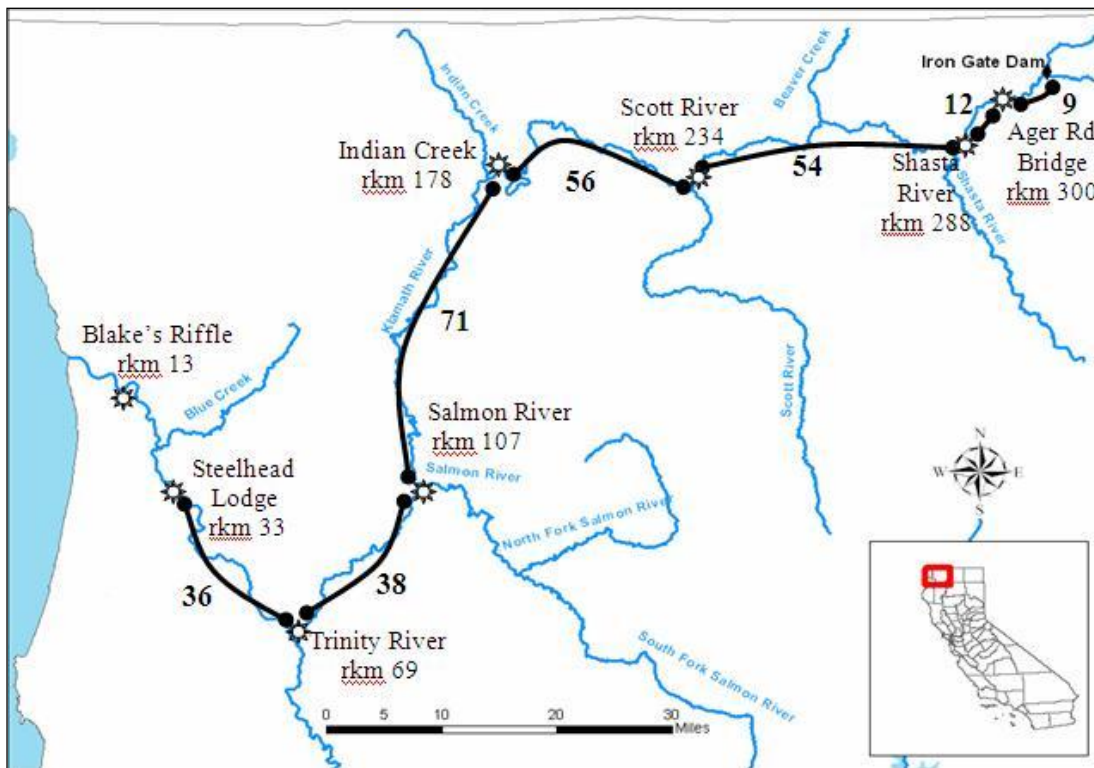 Iron Gate Dam
12
9
Ager Rd
Bridge
rkm 300
Beaver Creek
Scott River
rkm 234
54
Shasta
River
rkm 288
Shasta River
Indian Creek
Indian Creek
rkm 178
56
Klamath River
71
Scott River
Blake's Riffle
rkm 13
Blue Creek
Salmon River
rkm 107
Salmon River
Steelhead
Lodge
rkm 33
North Fork Salmon River
36
38
Trinity River
rkm 69
South Fork Salmon River
N
W
E
S
0 5 10 20 30
Miles